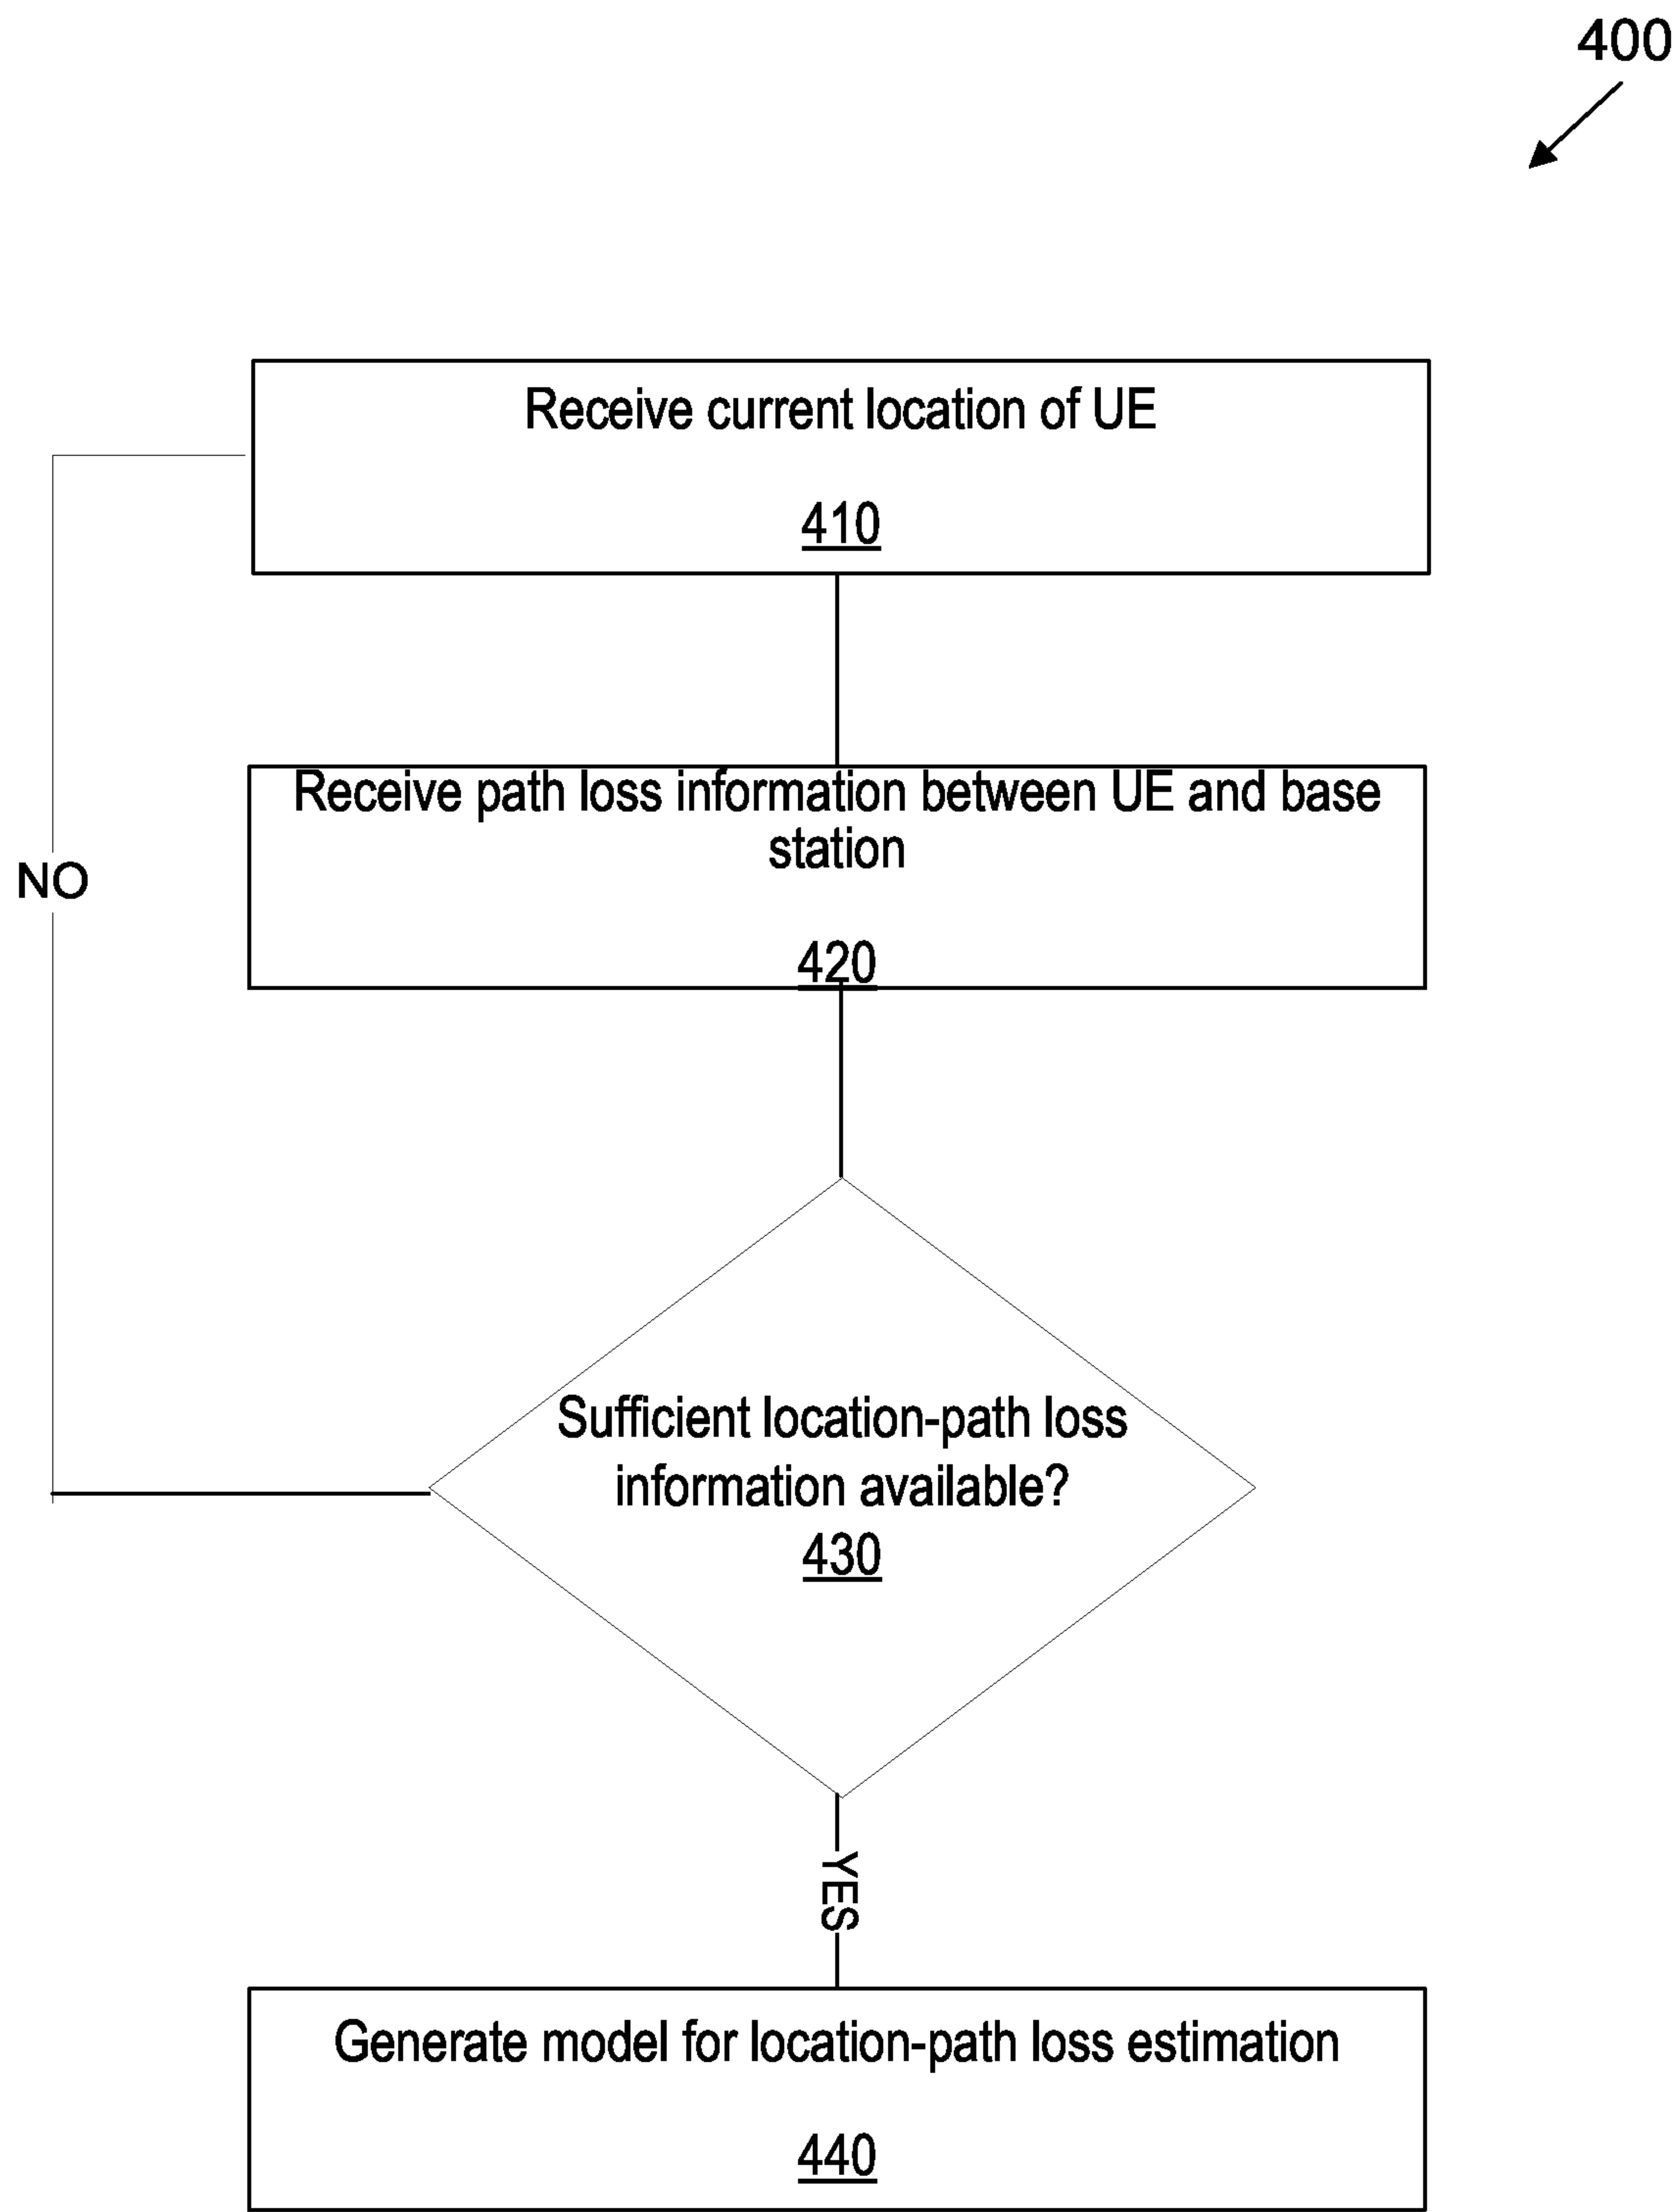 400
Receive current location of UE
410
Receive path loss information between UE and base
station
420
NO
Sufficient location-path loss
information available?
430
YES
Generate model for location-path loss estimation
440